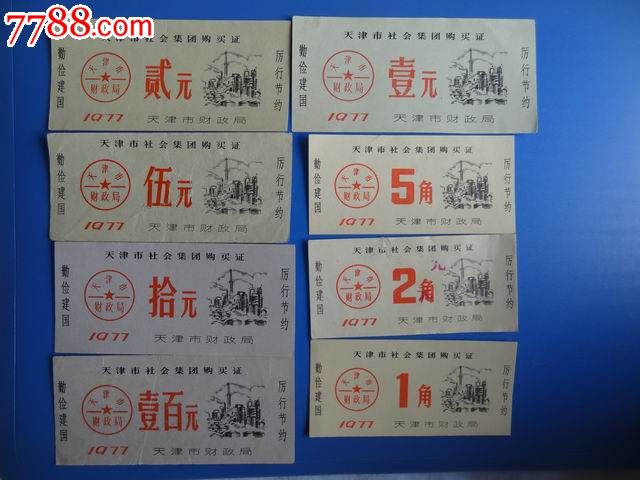 7788.com
天津市社会集团购买证
勤俭建国
天津市
财政局
贰元
厉行节约
1977
天津市财政局
天津市社会集团购买证
勤俭建国
天津市
财政局
壹元
厉行节约
1977
天津市财政局
天津市社会集团购买证
勤俭建国
天津市
财政局
伍元
厉行节约
1977
天津市财政局
天津市社会集团购买证
勤俭建国
天津市
财政局
5角
厉行节约
1977
天津市财政局
天津市社会集团购买证
勤俭建国
天津市
财政局
拾元
厉行节约
1977
天津市财政局
天津市社会集团购买证
勤俭建国
天津市
财政局
2角
元
厉行节约
1977
天津市财政局
天津市社会集团购买证
勤俭建国
天津市
财政局
壹百元
厉行节约
1977
天津市财政局
天津市社会集团购买证
勤俭建国
天津市
财政局
1角
厉行节约
1977
天津市财政局